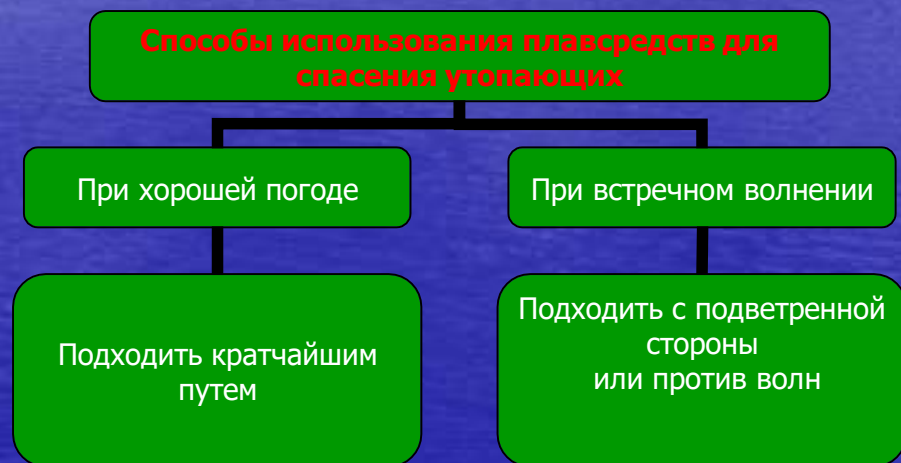 Способы использования плавсредств для
спасения утопающих
При хорошей погоде
При встречном волнении
Подходить кратчайшим
путем
Подходить с подветренной
стороны
или против волн